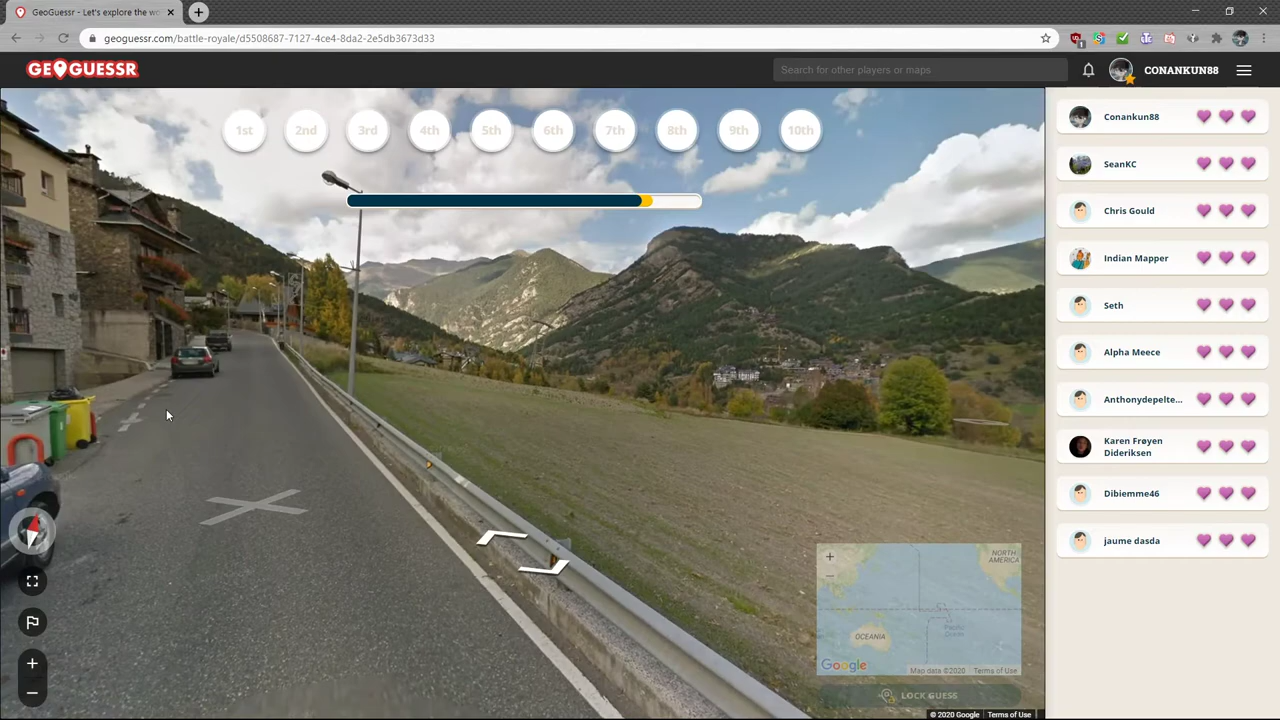 GeoGuessr - Let's explore the wo
geoguessr.com/battle-royale/d5508687-7127-4ce4-8da2-2e5db3673d33
GEOGUESSR
Search for other players or maps
CONANKUN88
1st 2nd 3rd 4th 5th 6th 7th 8th 9th 10th
Conankun88
SeanKC
Chris Gould
Indian Mapper
Seth
Alpha Meece
Anthonydepelte...
Karen Frøyen
Dideriksen
Dibiemme46
jaume dasda
NORTH
AMERICA
OCEANIA
Pacific
Ocean
Google
Map data ©2020 Terms of Use
LOCK GUESS
© 2020 Google Terms of Use